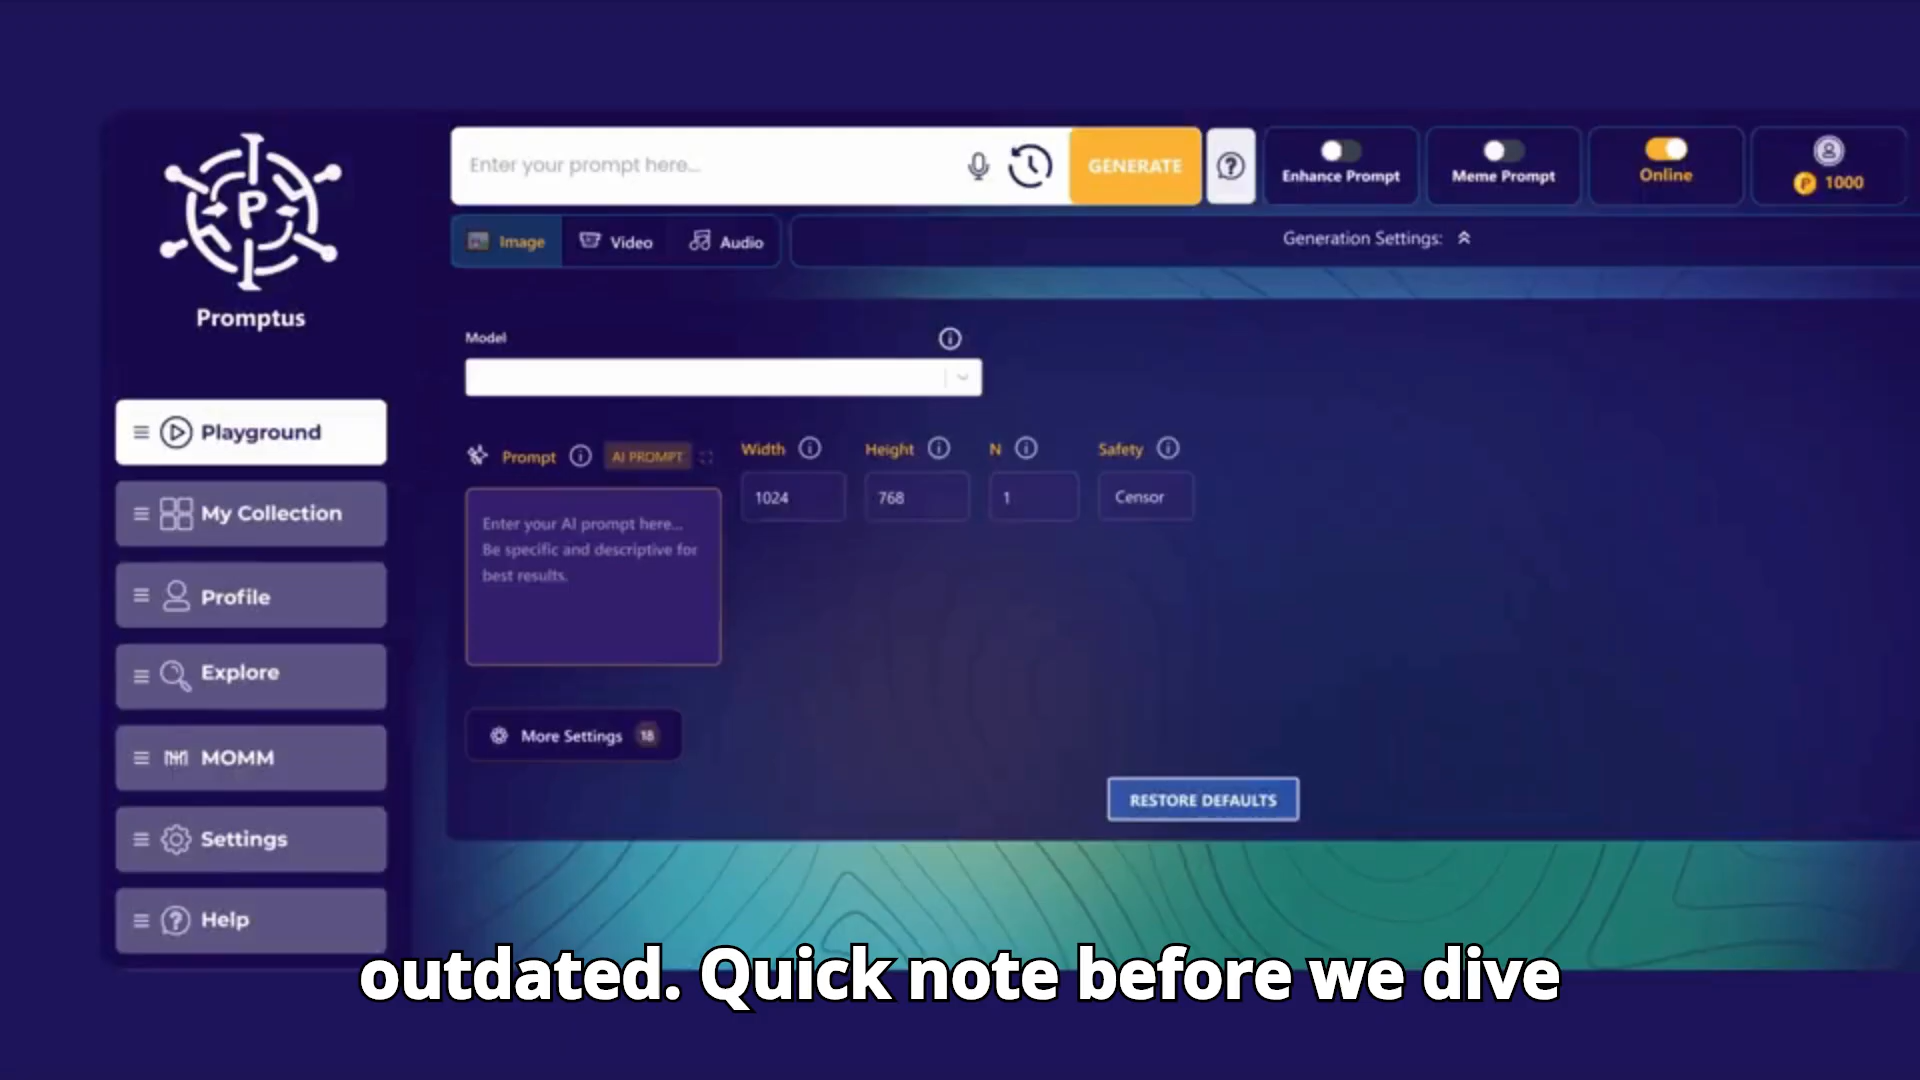 Enter your prompt here...
GENERATE
Enhance Prompt
Meme Prompt
Online
P 1000
Image
Video
Audio
Generation Settings:
P
Promptus
Playground
My Collection
Profile
Explore
MOMM
Settings
Help
Model
Prompt
AI PROMPT
Width
Height
N
Safety
1024
768
1
Censor
Enter your AI prompt here...
Be specific and descriptive for
best results.
More Settings 18
RESTORE DEFAULTS
outdated. Quick note before we dive